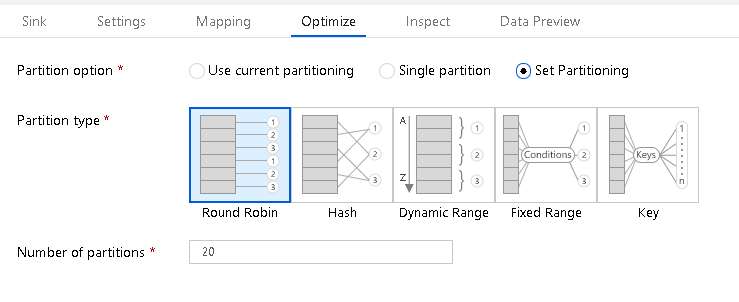 Sink Settings Mapping Optimize Inspect Data Preview
Partition option * Use current partitioning Single partition Set Partitioning
Partition type *
1 2 3 1 2 3
1 2 3
A Z 1 2 3
Conditions 1 2 3
Keys 1 n
Round Robin Hash Dynamic Range Fixed Range Key
Number of partitions * 20